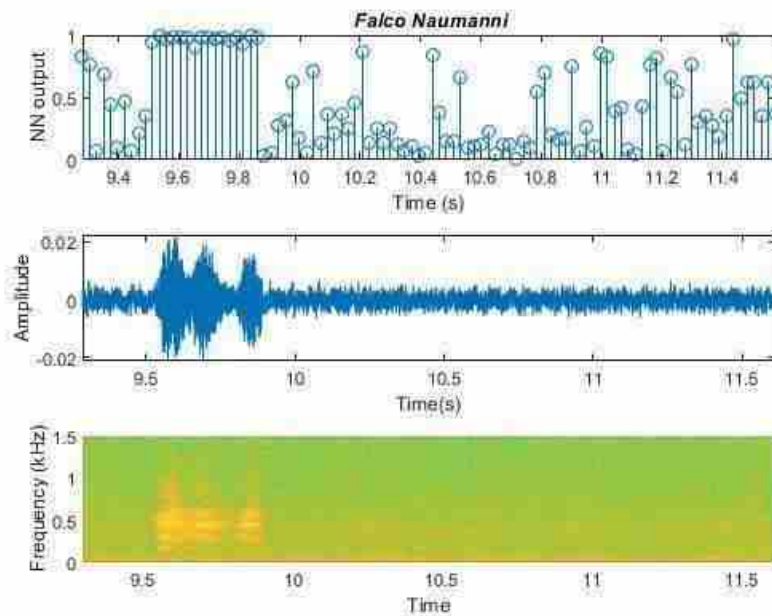 Falco Naumanni
NN output
1
0.5
0
9.4 9.6 9.8 10 10.2 10.4 10.6 10.8 11 11.2 11.4
Time (s)
Amplitude
0.02
0
-0.02
9.5 10 10.5 11 11.5
Time(s)
Frequency (kHz)
1.5
1
0.5
0
9.5 10 10.5 11 11.5
Time